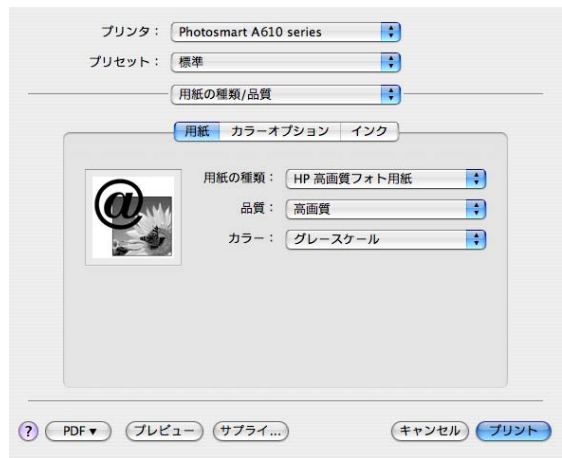 プリンタ： Photosmart A610 series
プリセット： 標準
用紙の種類/品質
用紙 カラーオプション インク
用紙の種類： HP 高画質フォト用紙
品質： 高画質
カラー： グレースケール
@
? PDF▼ プレビュー サプライ... キャンセル プリント